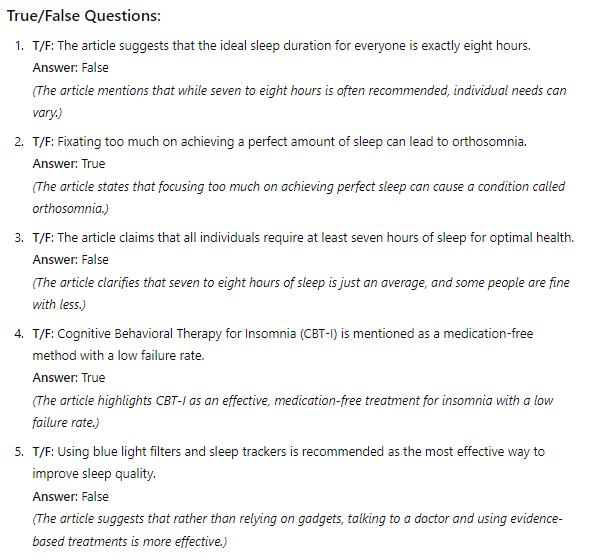 True/False Questions:
1. T/F: The article suggests that the ideal sleep duration for everyone is exactly eight hours.
Answer: False
(The article mentions that while seven to eight hours is often recommended, individual needs can
vary.)
2. T/F: Fixating too much on achieving a perfect amount of sleep can lead to orthosomnia.
Answer: True
(The article states that focusing too much on achieving perfect sleep can cause a condition called
orthosomnia.)
3. T/F: The article claims that all individuals require at least seven hours of sleep for optimal health.
Answer: False
(The article clarifies that seven to eight hours of sleep is just an average, and some people are fine
with less.)
4. T/F: Cognitive Behavioral Therapy for Insomnia (CBT-I) is mentioned as a medication-free
method with a low failure rate.
Answer: True
(The article highlights CBT-I as an effective, medication-free treatment for insomnia with a low
failure rate.)
5. T/F: Using blue light filters and sleep trackers is recommended as the most effective way to
improve sleep quality.
Answer: False
(The article suggests that rather than relying on gadgets, talking to a doctor and using evidence-
based treatments is more effective.)